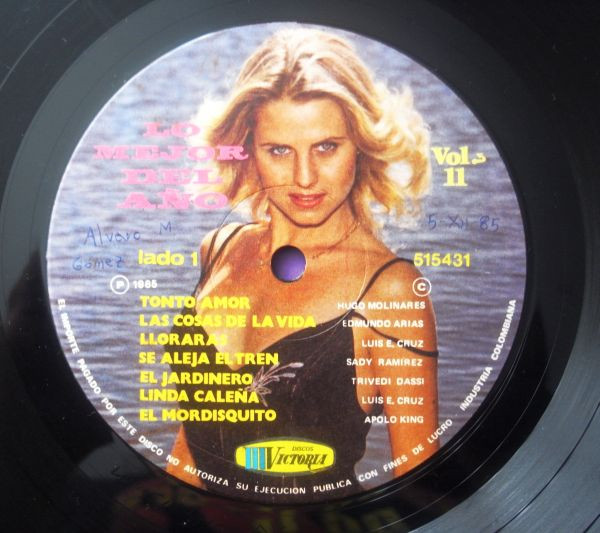 LO
MEJOR
DEL
AÑO
Vol.
11
Alvaro M
Gómez
5-XII 85
lado 1
515431
P 1985
C
TONTO AMOR HUGO MOLINARES
LAS COSAS DE LA VIDA EDMUNDO ARIAS
LLORARAS LUIS E. CRUZ
SE ALEJA EL TREN SADY RAMÍREZ
EL JARDINERO TRIVEDI DASSI
LINDA CALEÑA LUIS E. CRUZ
EL MORDISQUITO APOLO KING
DISCOS
VICTORIA
EL IMPORTE PAGADO POR ESTE DISCO NO AUTORIZA SU EJECUCION PUBLICA CON FINES DE LUCRO INDUSTRIA COLOMBIANA